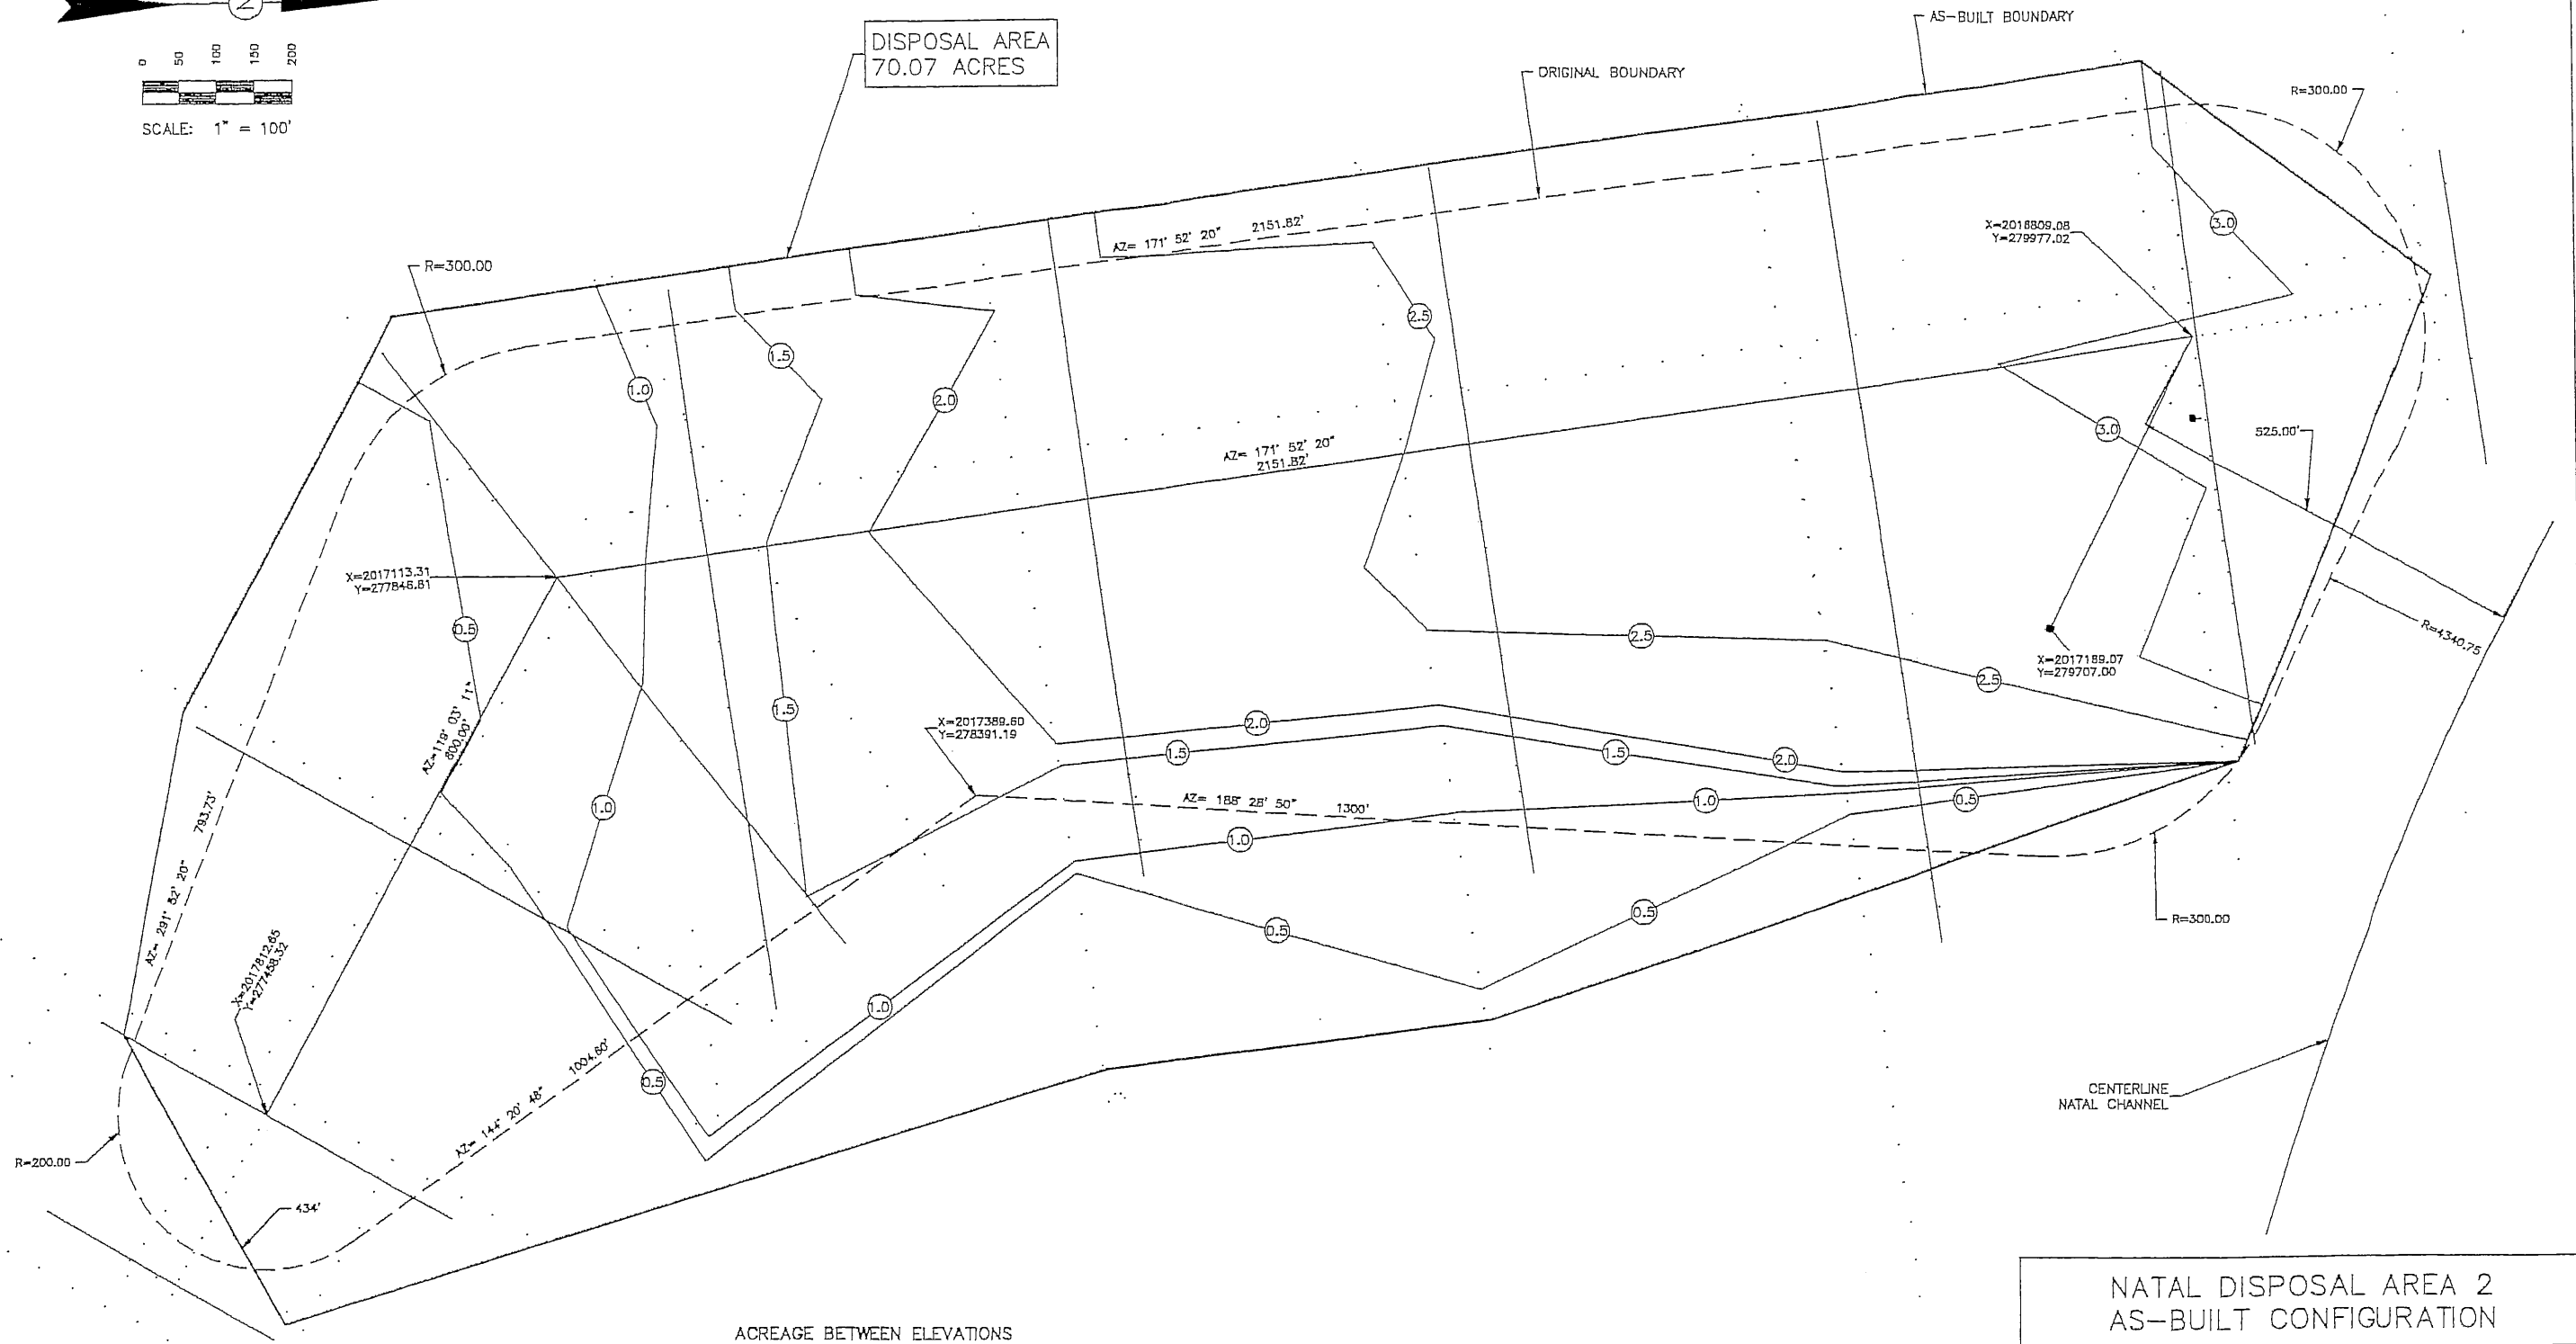 Z
0 50 100 150 200
SCALE: 1" = 100'
DISPOSAL AREA
70.07 ACRES
AS-BUILT BOUNDARY
ORIGINAL BOUNDARY
R=300.00
R=300.00
AZ= 171° 52' 20" 2151.82'
X=2016809.08
Y=279977.02
3.0
2.5
1.5
1.0
2.0
3.0
525.00'
AZ= 171° 52' 20"
2151.82'
X=2017113.31
Y=277846.81
0.5
2.5
2.5
R=4340.75
X=2017189.07
Y=279707.00
AZ=119° 03' 11"
800.00'
1.5
X=2017389.60
Y=278391.19
2.0
1.5
1.5
2.0
793.73'
AZ= 291° 52' 20"
1.0
AZ= 188° 28' 50" 1300'
1.0
1.0
0.5
0.5
0.5
R=300.00
X=2017812.65
Y=277458.32
1.0
0.5
1004.60'
AZ= 144° 20' 48"
CENTERLINE
NATAL CHANNEL
R=200.00
434'
ACREAGE BETWEEN ELEVATIONS
NATAL DISPOSAL AREA 2
AS-BUILT CONFIGURATION